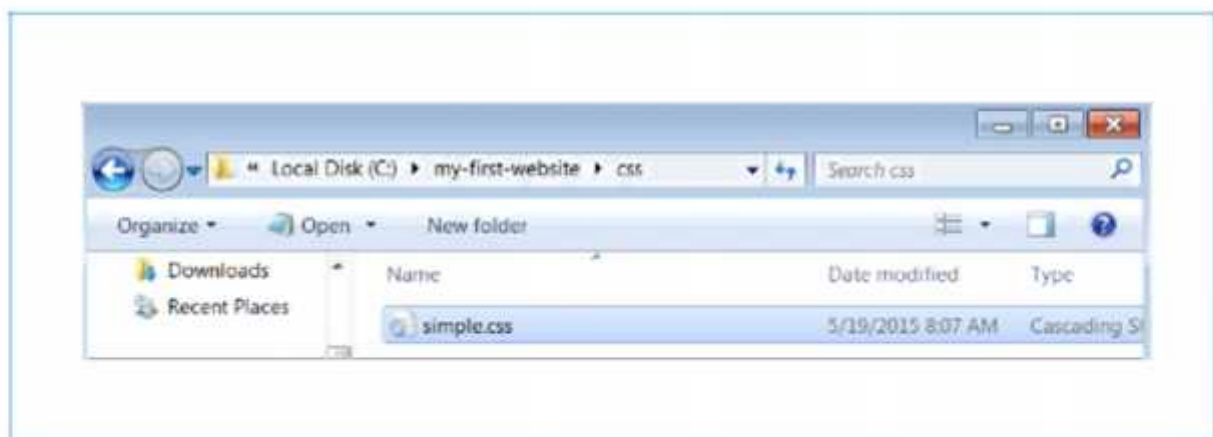 « Local Disk (C:) ▸ my-first-website ▸ css Search css
Organize Open New folder
Downloads Name Date modified Type
Recent Places
simple.css 5/19/2015 8:07 AM Cascading St